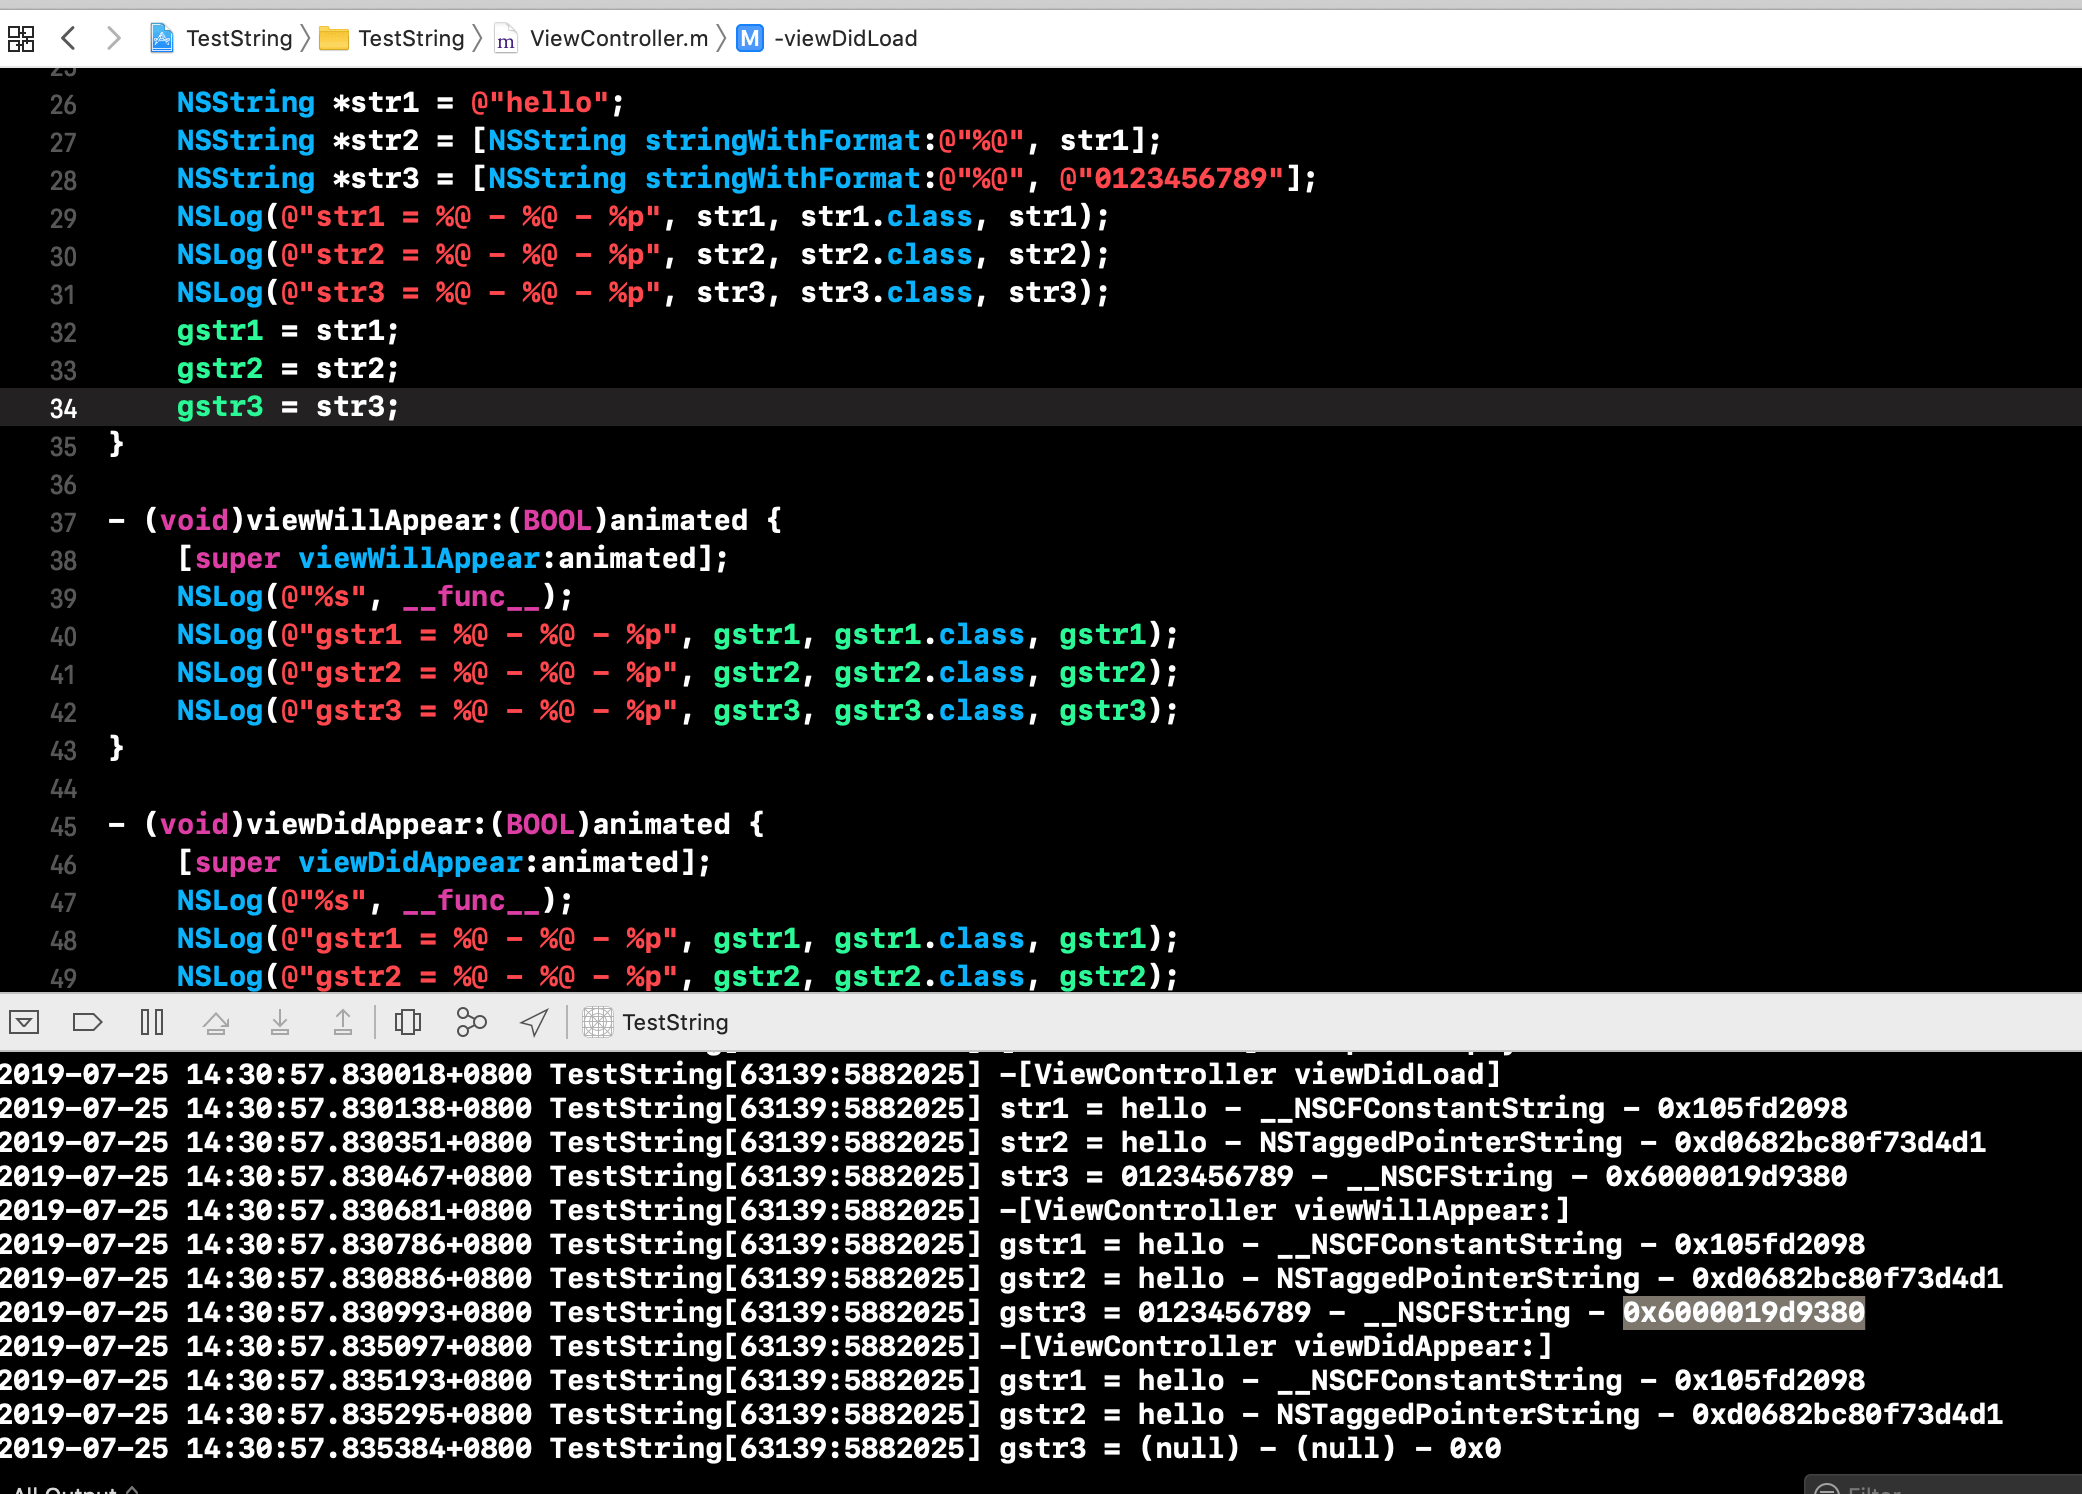 TestString > TestString > ViewController.m > M -viewDidLoad
26 NSString *str1 = @"hello";
27 NSString *str2 = [NSString stringWithFormat:@"%@", str1];
28 NSString *str3 = [NSString stringWithFormat:@"%@", @"0123456789"];
29 NSLog(@"str1 = %@ - %@ - %p", str1, str1.class, str1);
30 NSLog(@"str2 = %@ - %@ - %p", str2, str2.class, str2);
31 NSLog(@"str3 = %@ - %@ - %p", str3, str3.class, str3);
32 gstr1 = str1;
33 gstr2 = str2;
34 gstr3 = str3;
35 }
36
37 - (void)viewWillAppear:(BOOL)animated {
38 [super viewWillAppear:animated];
39 NSLog(@"%s", __func__);
40 NSLog(@"gstr1 = %@ - %@ - %p", gstr1, gstr1.class, gstr1);
41 NSLog(@"gstr2 = %@ - %@ - %p", gstr2, gstr2.class, gstr2);
42 NSLog(@"gstr3 = %@ - %@ - %p", gstr3, gstr3.class, gstr3);
43 }
44
45 - (void)viewDidAppear:(BOOL)animated {
46 [super viewDidAppear:animated];
47 NSLog(@"%s", __func__);
48 NSLog(@"gstr1 = %@ - %@ - %p", gstr1, gstr1.class, gstr1);
49 NSLog(@"gstr2 = %@ - %@ - %p", gstr2, gstr2.class, gstr2);
TestString
2019-07-25 14:30:57.830018+0800 TestString[63139:5882025] -[ViewController viewDidLoad]
2019-07-25 14:30:57.830138+0800 TestString[63139:5882025] str1 = hello - __NSCFConstantString - 0x105fd2098
2019-07-25 14:30:57.830351+0800 TestString[63139:5882025] str2 = hello - NSTaggedPointerString - 0xd0682bc80f73d4d1
2019-07-25 14:30:57.830467+0800 TestString[63139:5882025] str3 = 0123456789 - __NSCFString - 0x6000019d9380
2019-07-25 14:30:57.830681+0800 TestString[63139:5882025] -[ViewController viewWillAppear:]
2019-07-25 14:30:57.830786+0800 TestString[63139:5882025] gstr1 = hello - __NSCFConstantString - 0x105fd2098
2019-07-25 14:30:57.830886+0800 TestString[63139:5882025] gstr2 = hello - NSTaggedPointerString - 0xd0682bc80f73d4d1
2019-07-25 14:30:57.830993+0800 TestString[63139:5882025] gstr3 = 0123456789 - __NSCFString - 0x6000019d9380
2019-07-25 14:30:57.835097+0800 TestString[63139:5882025] -[ViewController viewDidAppear:]
2019-07-25 14:30:57.835193+0800 TestString[63139:5882025] gstr1 = hello - __NSCFConstantString - 0x105fd2098
2019-07-25 14:30:57.835295+0800 TestString[63139:5882025] gstr2 = hello - NSTaggedPointerString - 0xd0682bc80f73d4d1
2019-07-25 14:30:57.835384+0800 TestString[63139:5882025] gstr3 = (null) - (null) - 0x0
All Output
Filter